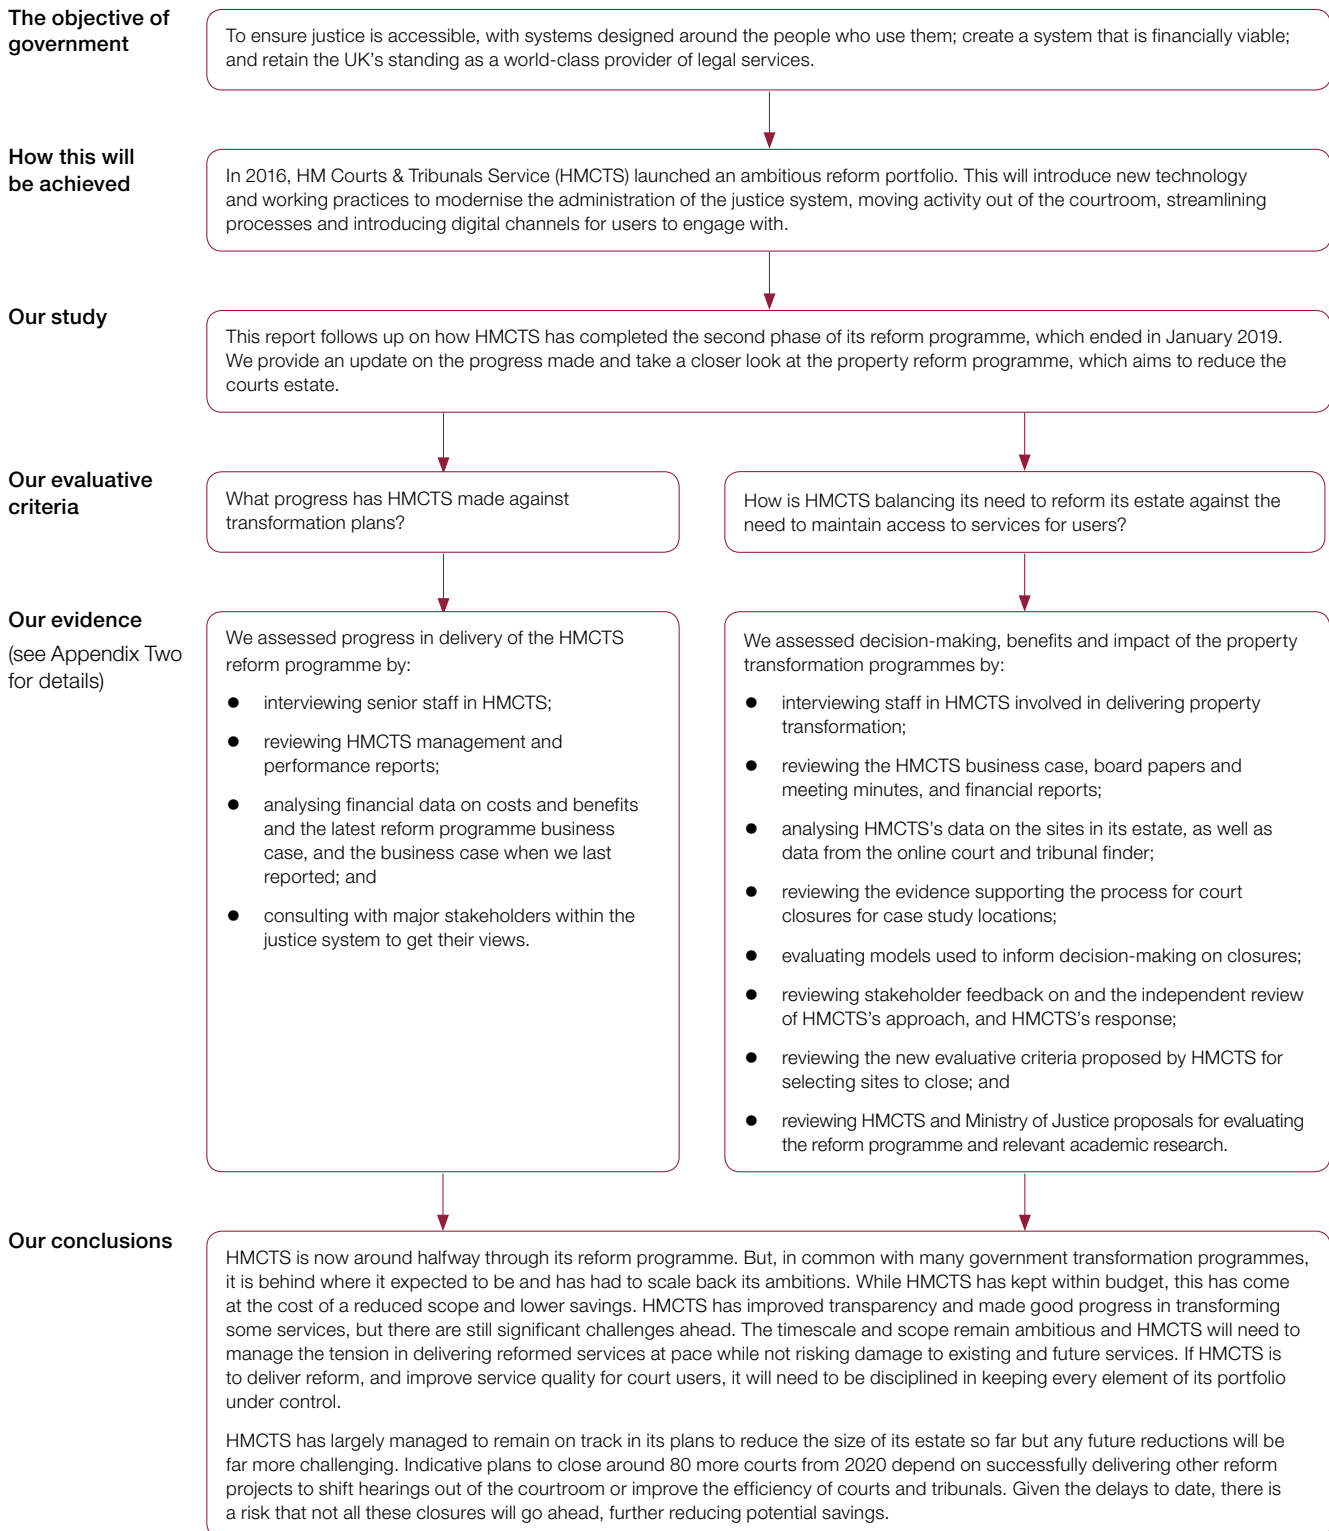 The objective of
government
To ensure justice is accessible, with systems designed around the people who use them; create a system that is financially viable;
and retain the UK's standing as a world-class provider of legal services.
How this will
be achieved
In 2016, HM Courts & Tribunals Service (HMCTS) launched an ambitious reform portfolio. This will introduce new technology
and working practices to modernise the administration of the justice system, moving activity out of the courtroom, streamlining
processes and introducing digital channels for users to engage with.
Our study
This report follows up on how HMCTS has completed the second phase of its reform programme, which ended in January 2019.
We provide an update on the progress made and take a closer look at the property reform programme, which aims to reduce the
courts estate.
Our evaluative
criteria
What progress has HMCTS made against
transformation plans?
How is HMCTS balancing its need to reform its estate against the
need to maintain access to services for users?
Our evidence
(see Appendix Two
for details)
We assessed progress in delivery of the HMCTS
reform programme by:
● interviewing senior staff in HMCTS;
● reviewing HMCTS management and
performance reports;
● analysing financial data on costs and benefits
and the latest reform programme business
case, and the business case when we last
reported; and
● consulting with major stakeholders within the
justice system to get their views.
We assessed decision-making, benefits and impact of the property
transformation programmes by:
● interviewing staff in HMCTS involved in delivering property
transformation;
● reviewing the HMCTS business case, board papers and
meeting minutes, and financial reports;
● analysing HMCTS's data on the sites in its estate, as well as
data from the online court and tribunal finder;
● reviewing the evidence supporting the process for court
closures for case study locations;
● evaluating models used to inform decision-making on closures;
● reviewing stakeholder feedback on and the independent review
of HMCTS's approach, and HMCTS's response;
● reviewing the new evaluative criteria proposed by HMCTS for
selecting sites to close; and
● reviewing HMCTS and Ministry of Justice proposals for evaluating
the reform programme and relevant academic research.
Our conclusions
HMCTS is now around halfway through its reform programme. But, in common with many government transformation programmes,
it is behind where it expected to be and has had to scale back its ambitions. While HMCTS has kept within budget, this has come
at the cost of a reduced scope and lower savings. HMCTS has improved transparency and made good progress in transforming
some services, but there are still significant challenges ahead. The timescale and scope remain ambitious and HMCTS will need to
manage the tension in delivering reformed services at pace while not risking damage to existing and future services. If HMCTS is
to deliver reform, and improve service quality for court users, it will need to be disciplined in keeping every element of its portfolio
under control.
HMCTS has largely managed to remain on track in its plans to reduce the size of its estate so far but any future reductions will be
far more challenging. Indicative plans to close around 80 more courts from 2020 depend on successfully delivering other reform
projects to shift hearings out of the courtroom or improve the efficiency of courts and tribunals. Given the delays to date, there is
a risk that not all these closures will go ahead, further reducing potential savings.